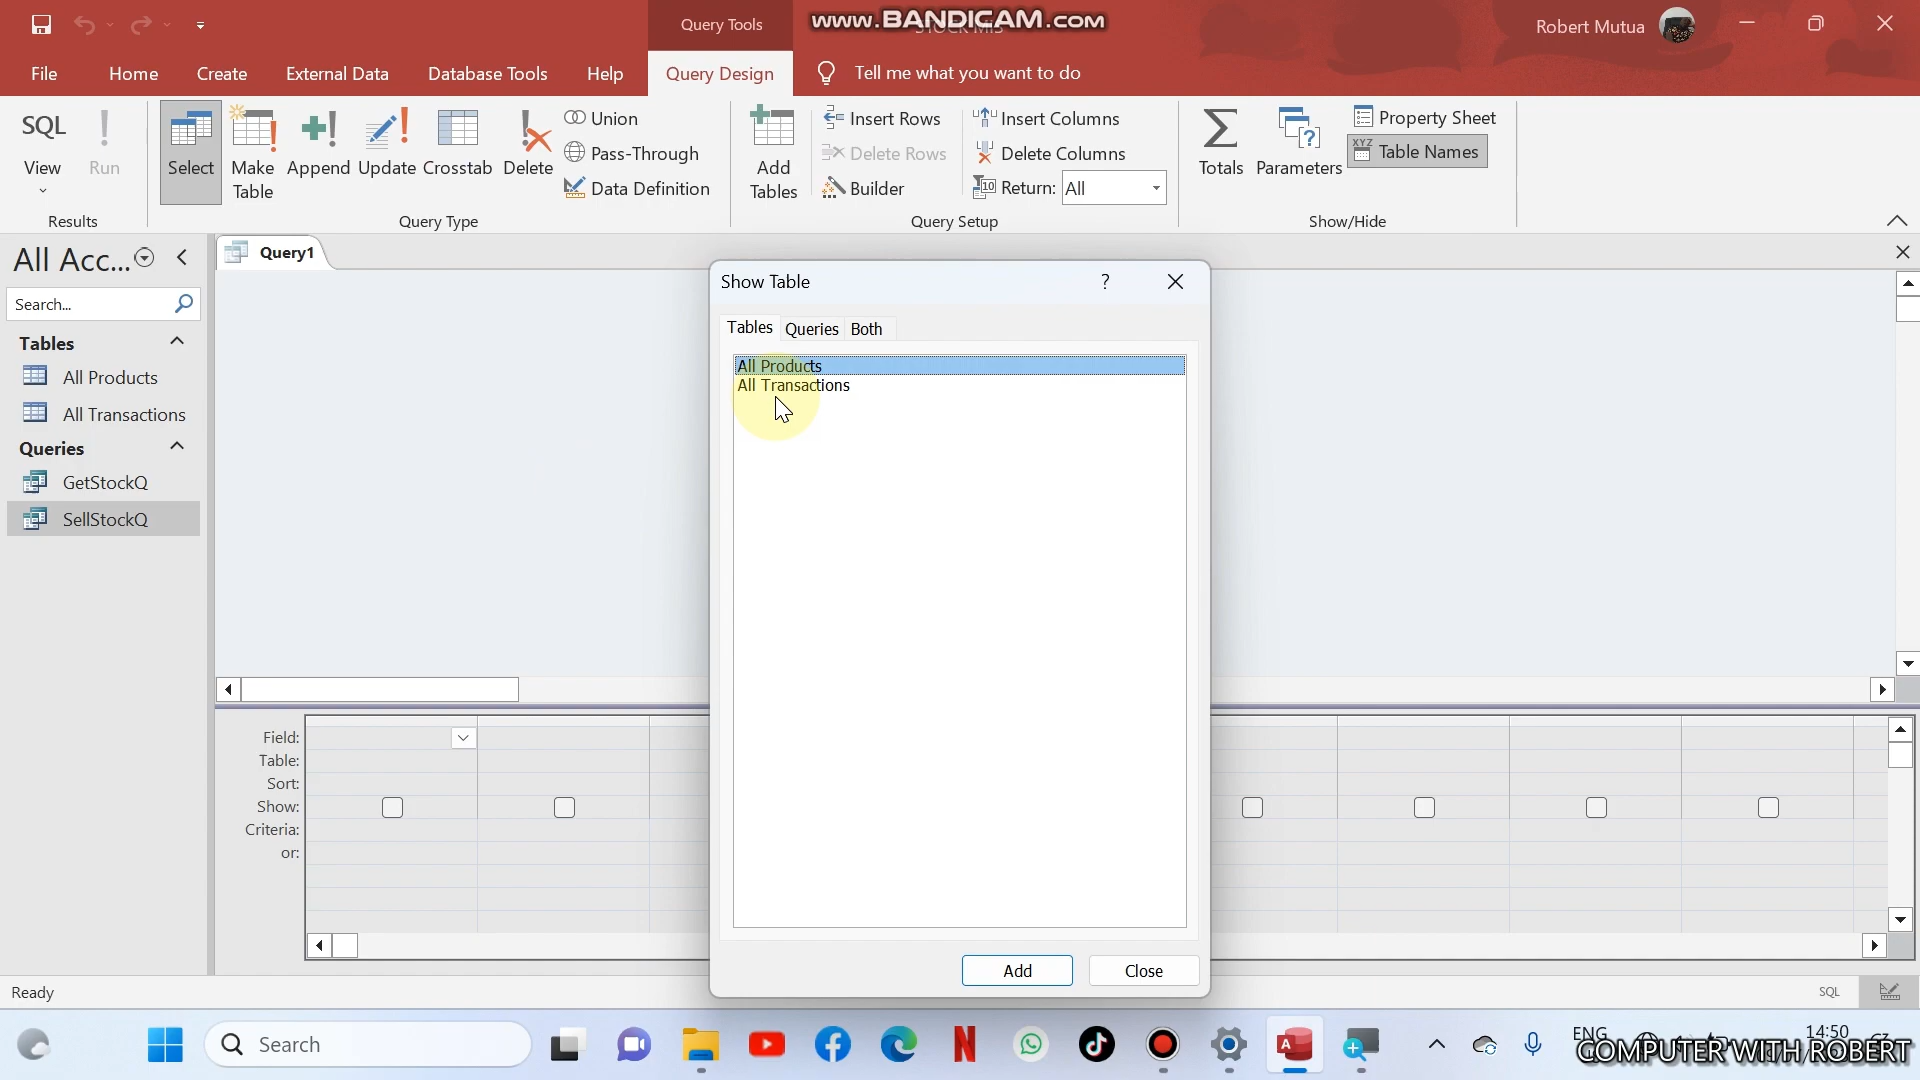 Query Tools
www.BANDICAM.com
STOCK MIS
Robert Mutua
File
Home
Create
External Data
Database Tools
Help
Query Design
Tell me what you want to do
SQL
View
Run
Select
Make
Table
Append
Update
Crosstab
Delete
Union
Pass-Through
Data Definition
Add
Tables
Insert Rows
Delete Rows
Builder
Insert Columns
Delete Columns
Return: All
Totals
Parameters
Property Sheet
Table Names
Results
Query Type
Query Setup
Show/Hide
All Acc...
Search...
Tables
All Products
All Transactions
Queries
GetStockQ
SellStockQ
Query1
Show Table
Tables
Queries
Both
All Products
All Transactions
Add
Close
Field:
Table:
Sort:
Show:
Criteria:
or:
Ready
SQL
Search
ENG
14:50
COMPUTER WITH ROBERT